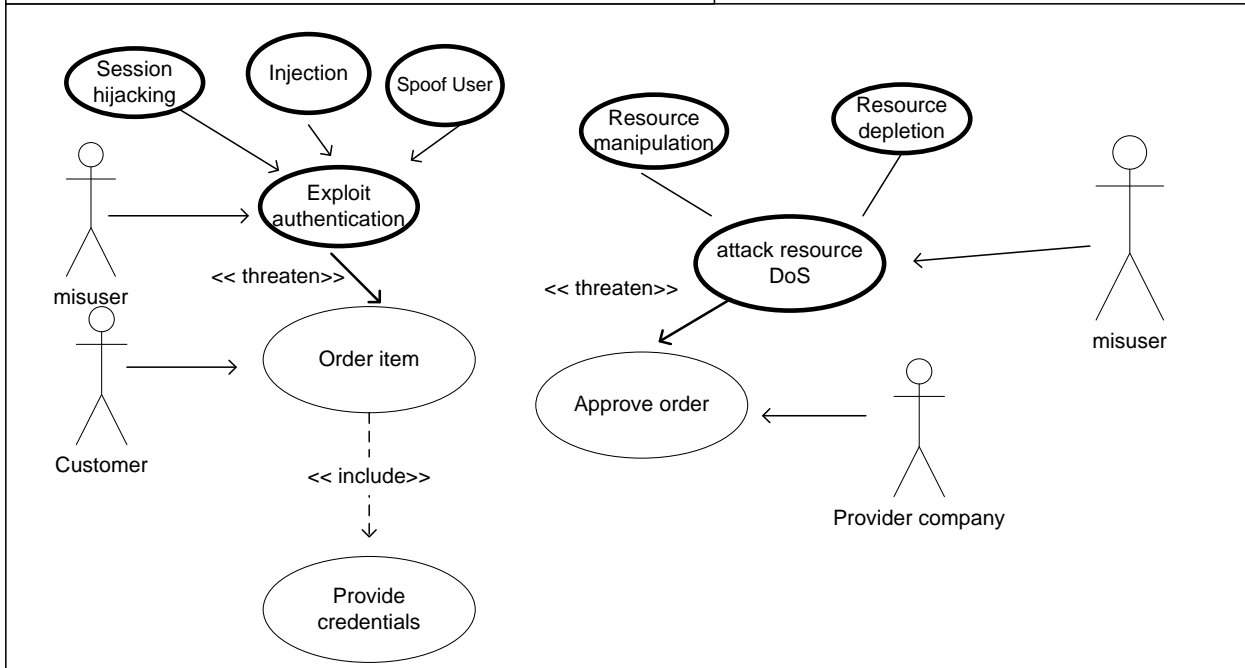 Session
hijacking
Injection
Spoof User
Resource
manipulation
Resource
depletion
Exploit
authentication
attack resource
DoS
<< threaten>>
<< threaten>>
misuser
misuser
Order item
Approve order
Customer
<< include>>
Provider company
Provide
credentials